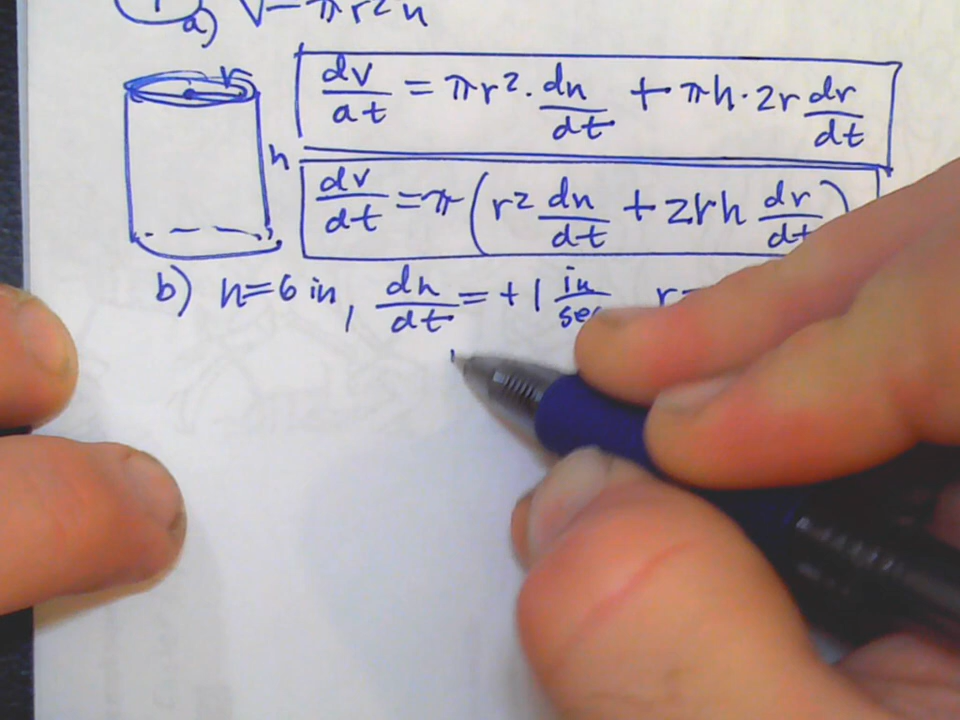 a) V = πr²h
r
dv/dt = πr² · dh/dt + πh · 2r dr/dt
h
dv/dt = π(r² dh/dt + 2rh dr/dt)
b) h = 6 in, dh/dt = +1 in/sec r =